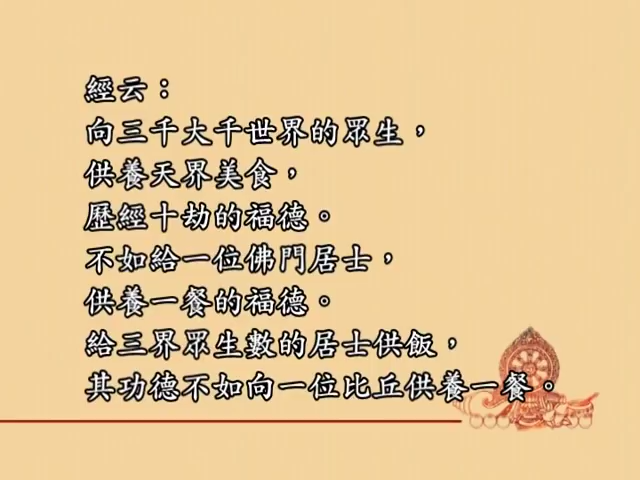 經云：
向三千大千世界的眾生，
供養天界美食，
歷經十劫的福德。
不如給一位佛門居士，
供養一餐的福德。
給三界眾生數的居士供飯，
其功德不如向一位比丘供養一餐。